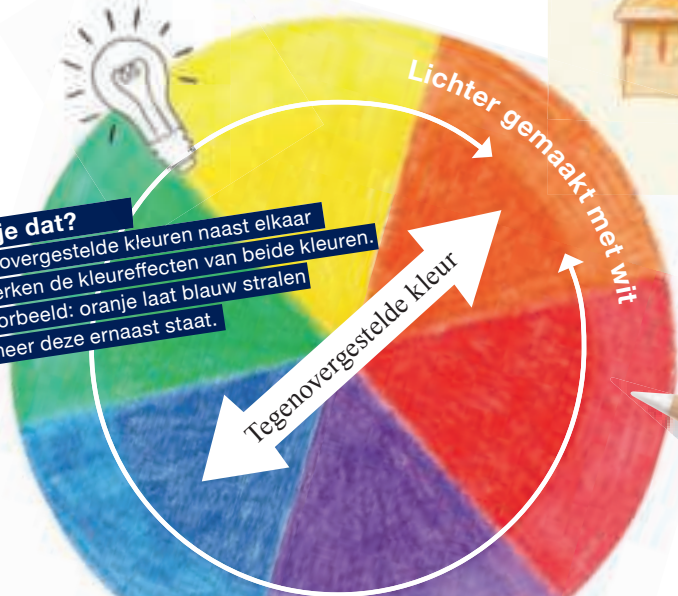 Lichter gemaakt met wit
je dat?
overgestelde kleuren naast elkaar
erken de kleureffecten van beide kleuren.
orbeeld: oranje laat blauw stralen
neer deze ernaast staat.
Tegenovergestelde kleur